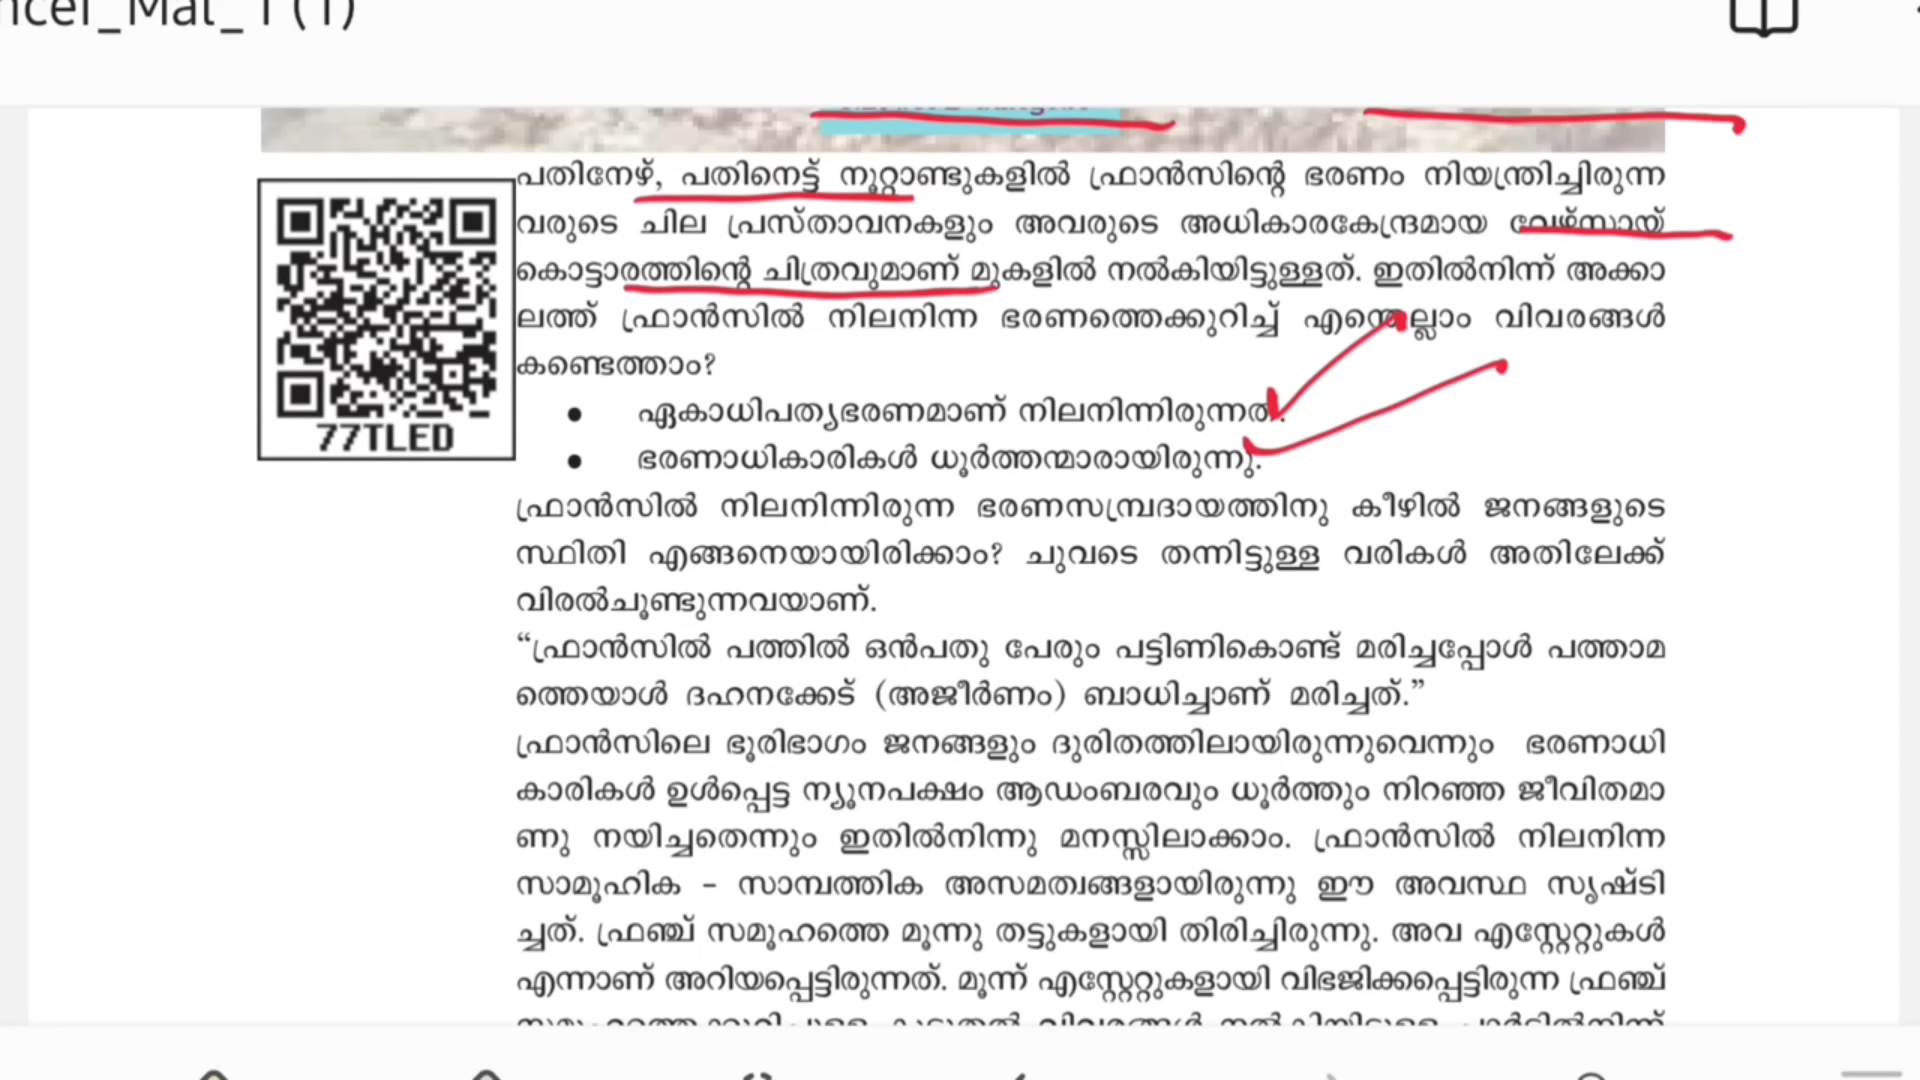 പതിനേഴ്, പതിനെട്ട് നൂറ്റാണ്ടുകളിൽ ഫ്രാൻസിന്റെ ഭരണം നിയന്ത്രിച്ചിരുന്ന
വരുടെ ചില പ്രസ്താവനകളും അവരുടെ അധികാരകേന്ദ്രമായ വേഴ്സായ്
കൊട്ടാരത്തിന്റെ ചിത്രവുമാണ് മുകളിൽ നൽകിയിട്ടുള്ളത്. ഇതിൽനിന്ന് അക്കാ
ലത്ത് ഫ്രാൻസിൽ നിലനിന്ന ഭരണത്തെക്കുറിച്ച് എന്തെല്ലാം വിവരങ്ങൾ
കണ്ടെത്താം?
• ഏകാധിപത്യഭരണമാണ് നിലനിന്നിരുന്നത്.
77TLED
• ഭരണാധികാരികൾ ധൂർത്തന്മാരായിരുന്നു.
ഫ്രാൻസിൽ നിലനിന്നിരുന്ന ഭരണസമ്പ്രദായത്തിനു കീഴിൽ ജനങ്ങളുടെ
സ്ഥിതി എങ്ങനെയായിരിക്കാം? ചുവടെ തന്നിട്ടുള്ള വരികൾ അതിലേക്ക്
വിരൽചൂണ്ടുന്നവയാണ്.
“ഫ്രാൻസിൽ പത്തിൽ ഒൻപതു പേരും പട്ടിണികൊണ്ട് മരിച്ചപ്പോൾ പത്താമ
ത്തെയാൾ ദഹനക്കേട് (അജീർണം) ബാധിച്ചാണ് മരിച്ചത്.”
ഫ്രാൻസിലെ ഭൂരിഭാഗം ജനങ്ങളും ദുരിതത്തിലായിരുന്നുവെന്നും ഭരണാധി
കാരികൾ ഉൾപ്പെട്ട ന്യൂനപക്ഷം ആഡംബരവും ധൂർത്തും നിറഞ്ഞ ജീവിതമാ
ണു നയിച്ചതെന്നും ഇതിൽനിന്നു മനസ്സിലാക്കാം. ഫ്രാൻസിൽ നിലനിന്ന
സാമൂഹിക – സാമ്പത്തിക അസമത്വങ്ങളായിരുന്നു ഈ അവസ്ഥ സൃഷ്ടി
ച്ചത്. ഫ്രഞ്ച് സമൂഹത്തെ മൂന്നു തട്ടുകളായി തിരിച്ചിരുന്നു. അവ എസ്റ്റേറ്റുകൾ
എന്നാണ് അറിയപ്പെട്ടിരുന്നത്. മൂന്ന് എസ്റ്റേറ്റുകളായി വിഭജിക്കപ്പെട്ടിരുന്ന ഫ്രഞ്ച്